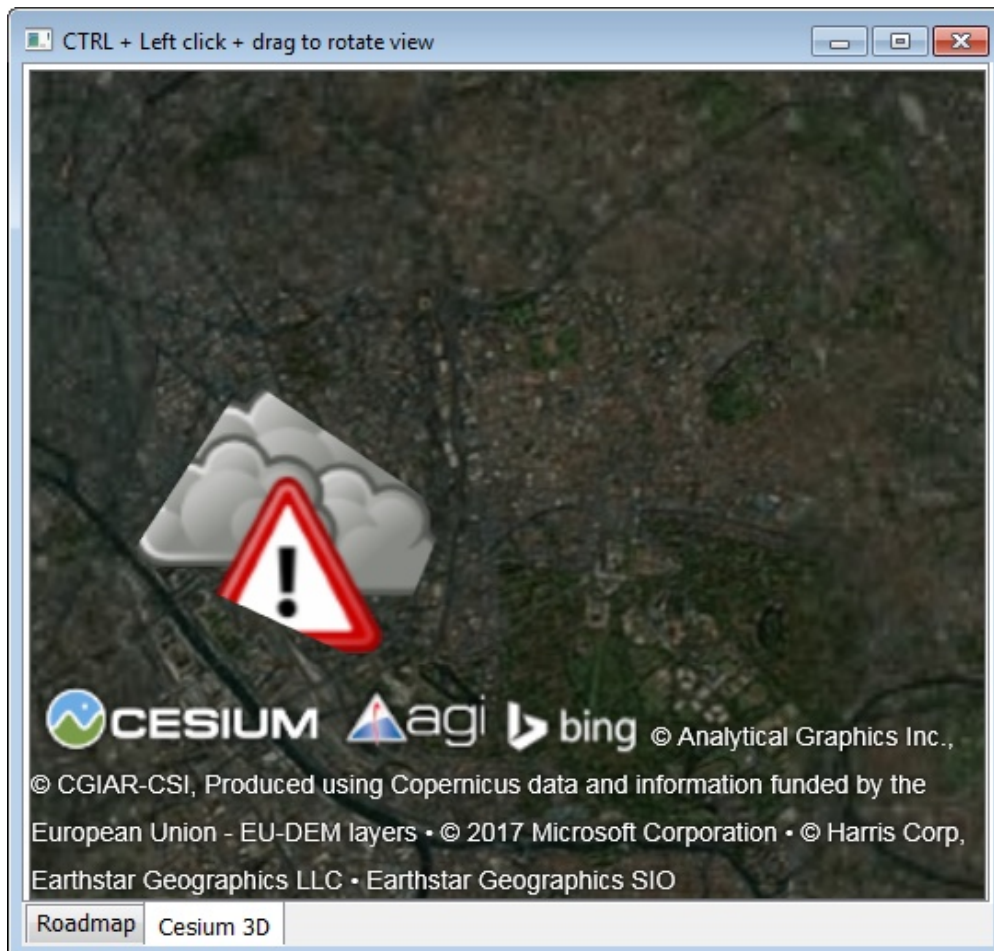 CTRL + Left click + drag to rotate view
!
CESIUM agi bing © Analytical Graphics Inc.,
© CGIAR-CSI, Produced using Copernicus data and information funded by the
European Union - EU-DEM layers • © 2017 Microsoft Corporation • © Harris Corp,
Earthstar Geographics LLC • Earthstar Geographics SIO
Roadmap Cesium 3D